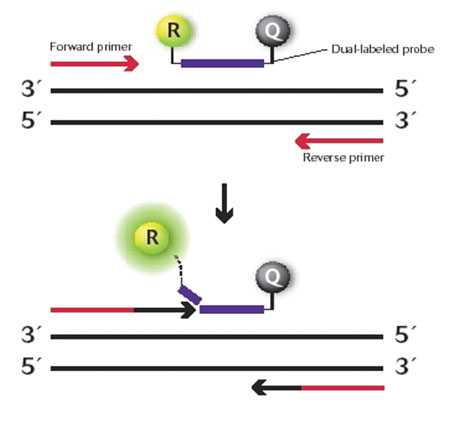 R Q
Forward primer
Dual-labeled probe
3´ 5´
5´ 3´
Reverse primer
R
Q
3´ 5´
5´ 3´